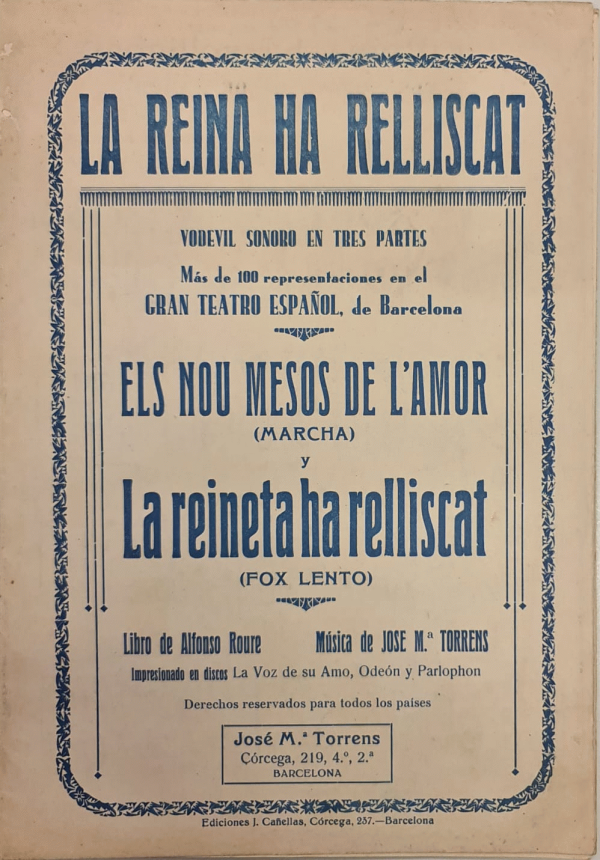 LA REINA HA RELLISCAT
VODEVIL SONORO EN TRES PARTES
Más de 100 representaciones en el
GRAN TEATRO ESPAÑOL, de Barcelona
ELS NOU MESOS DE L'AMOR
(MARCHA)
y
La reineta ha relliscat
(FOX LENTO)
Libro de Alfonso Roure Música de JOSE M.ª TORRENS
Impresionado en discos La Voz de su Amo, Odeón y Parlophon
Derechos reservados para todos los países
José M.ª Torrens
Córcega, 219, 4.º, 2.ª
BARCELONA
Ediciones J. Cañellas, Córcega, 237.—Barcelona